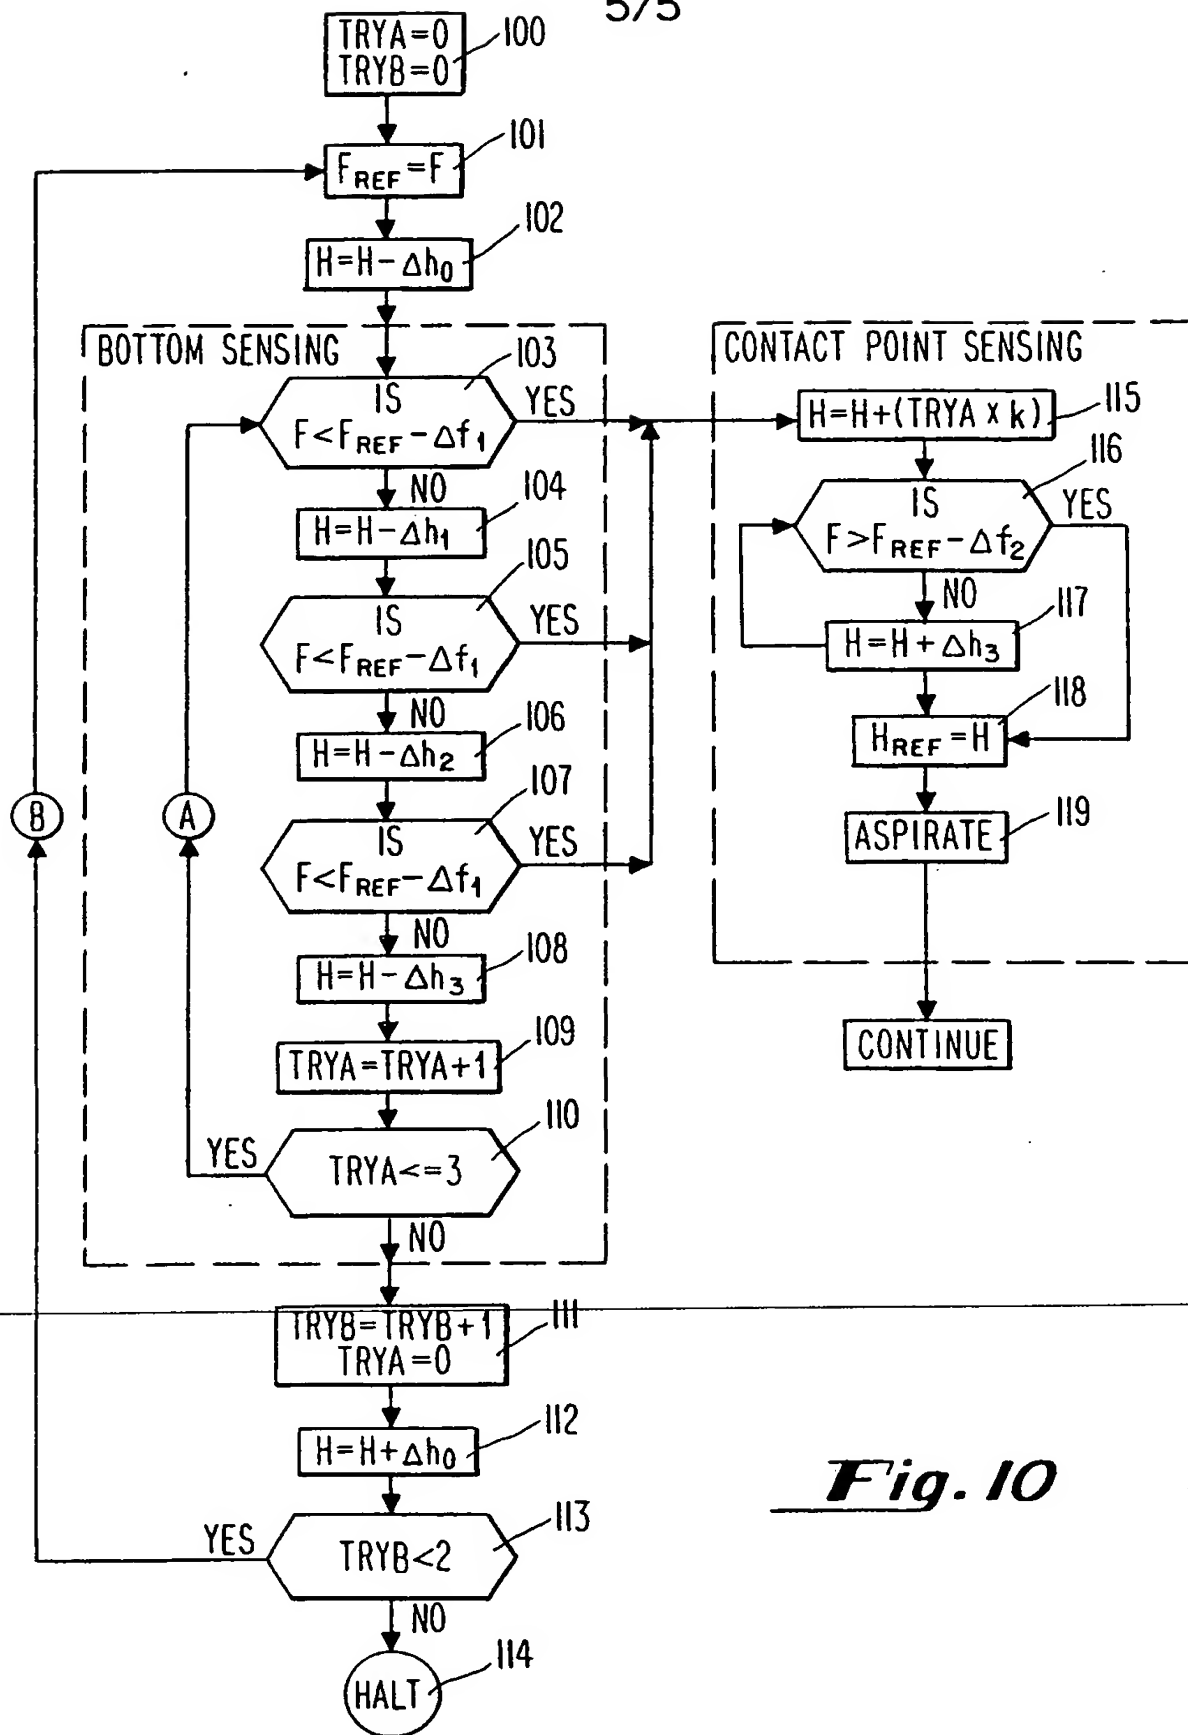 5/5
TRYA=0
TRYB=0
100
F_REF=F
101
H=H-Δh₀
102
BOTTOM SENSING
IS
F<F_REF-Δf₁
103
YES
NO
H=H-Δh₁
104
IS
F<F_REF-Δf₁
105
YES
NO
H=H-Δh₂
106
IS
F<F_REF-Δf₁
107
YES
NO
H=H-Δh₃
108
TRYA=TRYA+1
109
TRYA<=3
110
YES
NO
A
B
TRYB=TRYB+1
TRYA=0
111
H=H+Δh₀
112
TRYB<2
113
YES
NO
HALT
114
CONTACT POINT SENSING
H=H+(TRYA x k)
115
IS
F>F_REF-Δf₂
116
YES
NO
H=H+Δh₃
117
H_REF=H
118
ASPIRATE
119
CONTINUE
Fig. 10